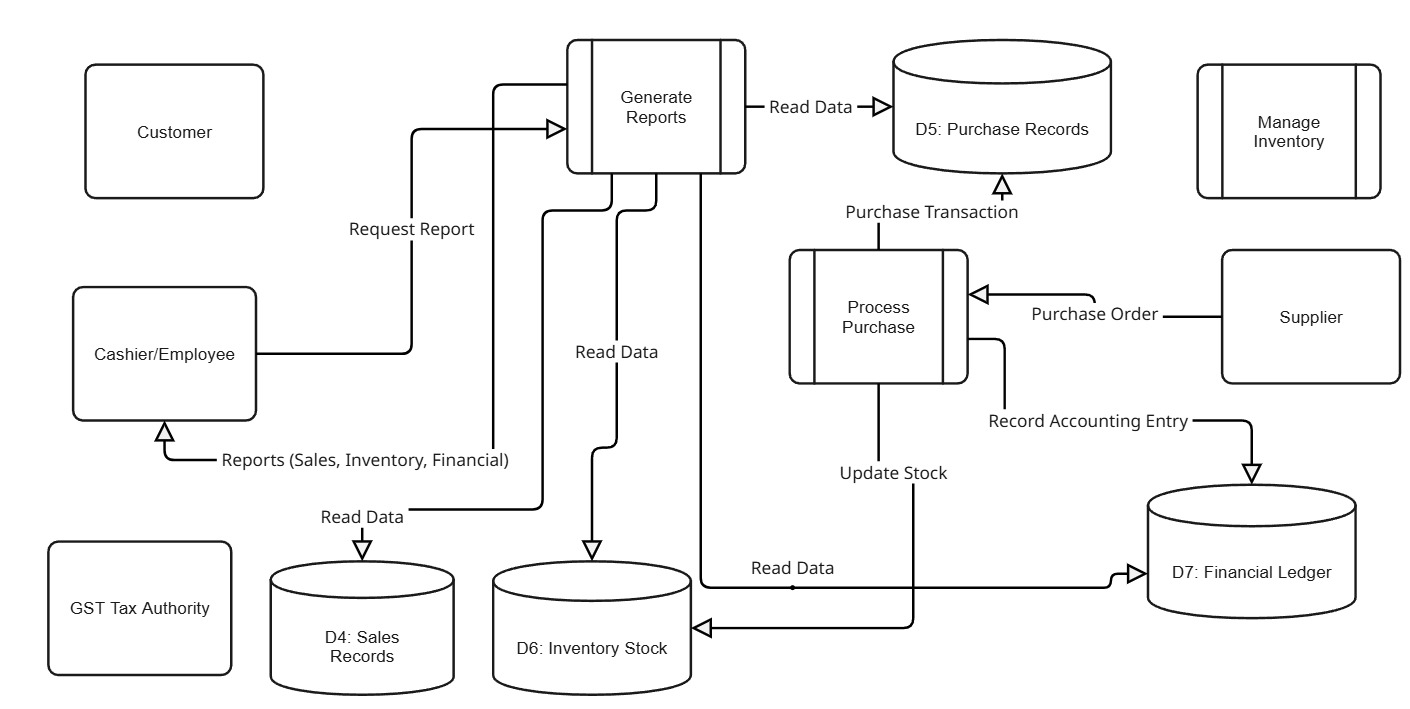 Generate
Reports
Customer
Read Data
D5: Purchase Records
Manage
Inventory
Request Report
Purchase Transaction
Cashier/Employee
Read Data
Process
Purchase
Purchase Order
Supplier
Record Accounting Entry
Reports (Sales, Inventory, Financial)
Update Stock
Read Data
Read Data
GST Tax Authority
D4: Sales
Records
D6: Inventory Stock
D7: Financial Ledger